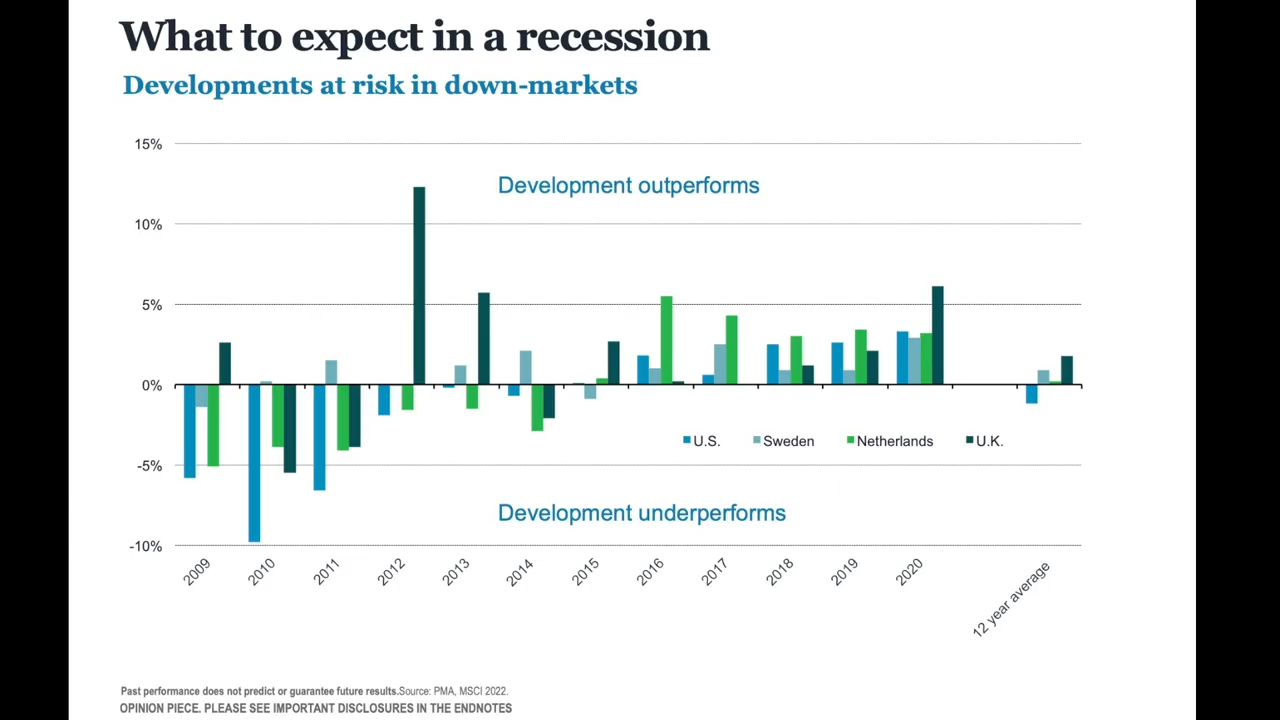 What to expect in a recession
Developments at risk in down-markets
15%
Development outperforms
10%
5%
0%
U.S. Sweden Netherlands U.K.
-5%
Development underperforms
-10%
2009 2010 2011 2012 2013 2014 2015 2016 2017 2018 2019 2020 12 year average
Past performance does not predict or guarantee future results.Source: PMA, MSCI 2022.
OPINION PIECE. PLEASE SEE IMPORTANT DISCLOSURES IN THE ENDNOTES